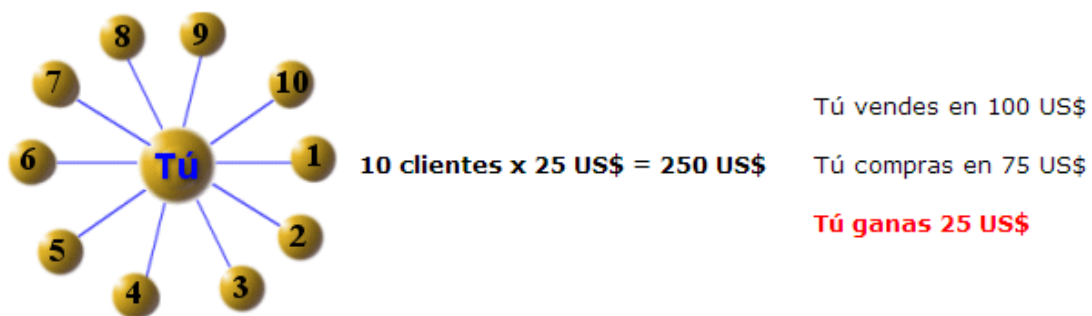 8
9
7
10
Tú vendes en 100 US$
6
Tú
1
10 clientes x 25 US$ = 250 US$
Tú compras en 75 US$
Tú ganas 25 US$
5
2
4
3